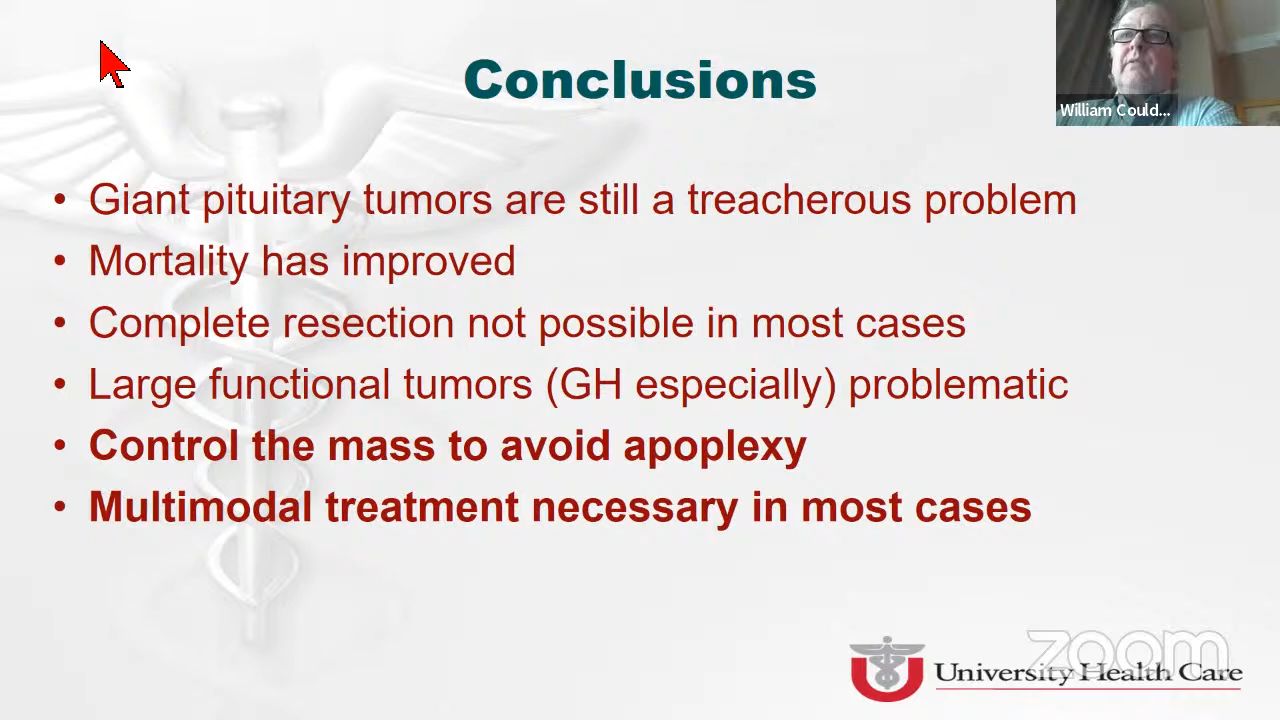 Conclusions
William Could...
• Giant pituitary tumors are still a treacherous problem
• Mortality has improved
• Complete resection not possible in most cases
• Large functional tumors (GH especially) problematic
• Control the mass to avoid apoplexy
• Multimodal treatment necessary in most cases
zoom
University Health Care